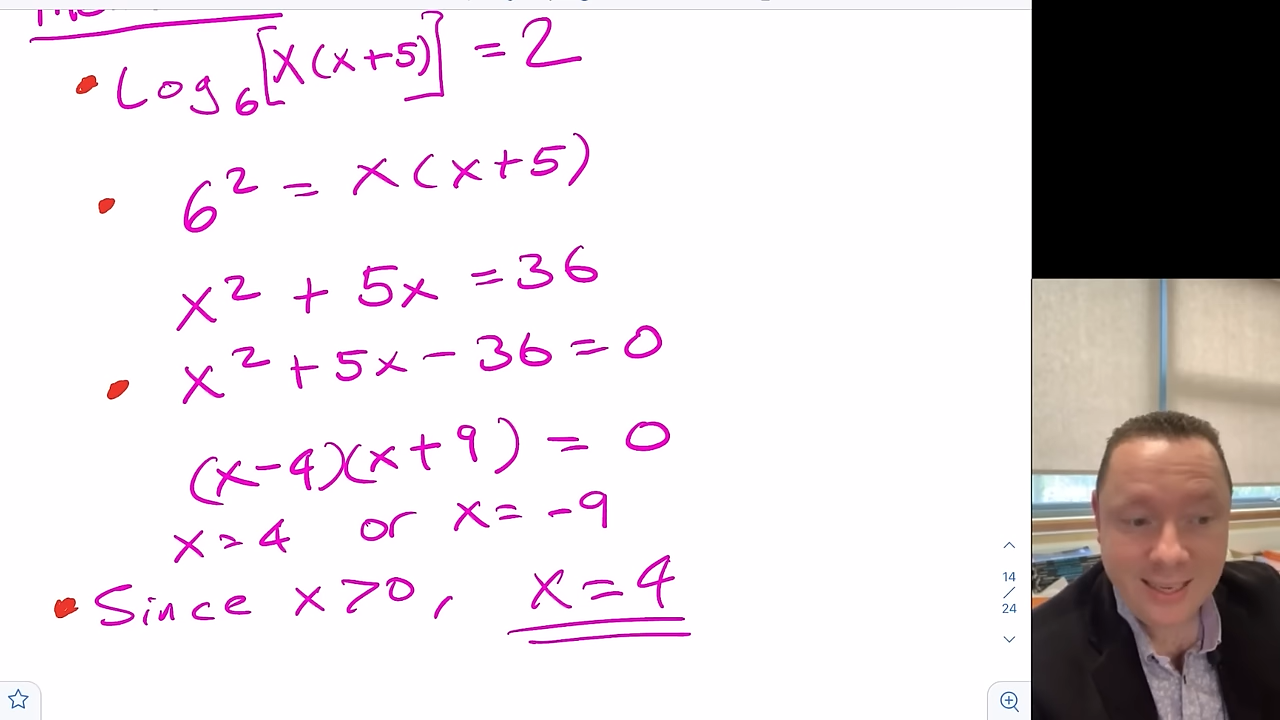 • Log₆[x(x+5)] = 2
• 6² = x(x+5)
x² + 5x = 36
• x² + 5x - 36 = 0
(x-4)(x+9) = 0
x=4 or x= -9
• Since x>0, x=4
14
/
24